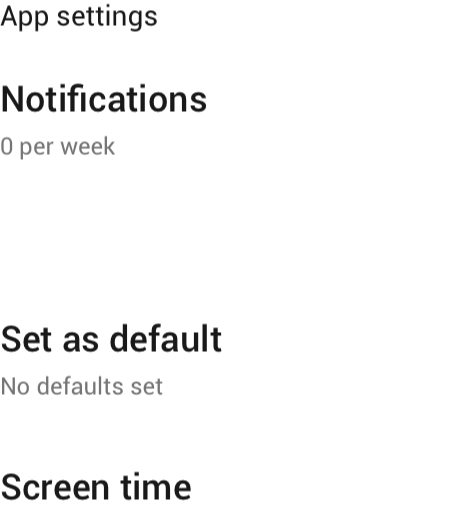 App settings
Notifications
0 per week
Set as default
No defaults set
Screen time